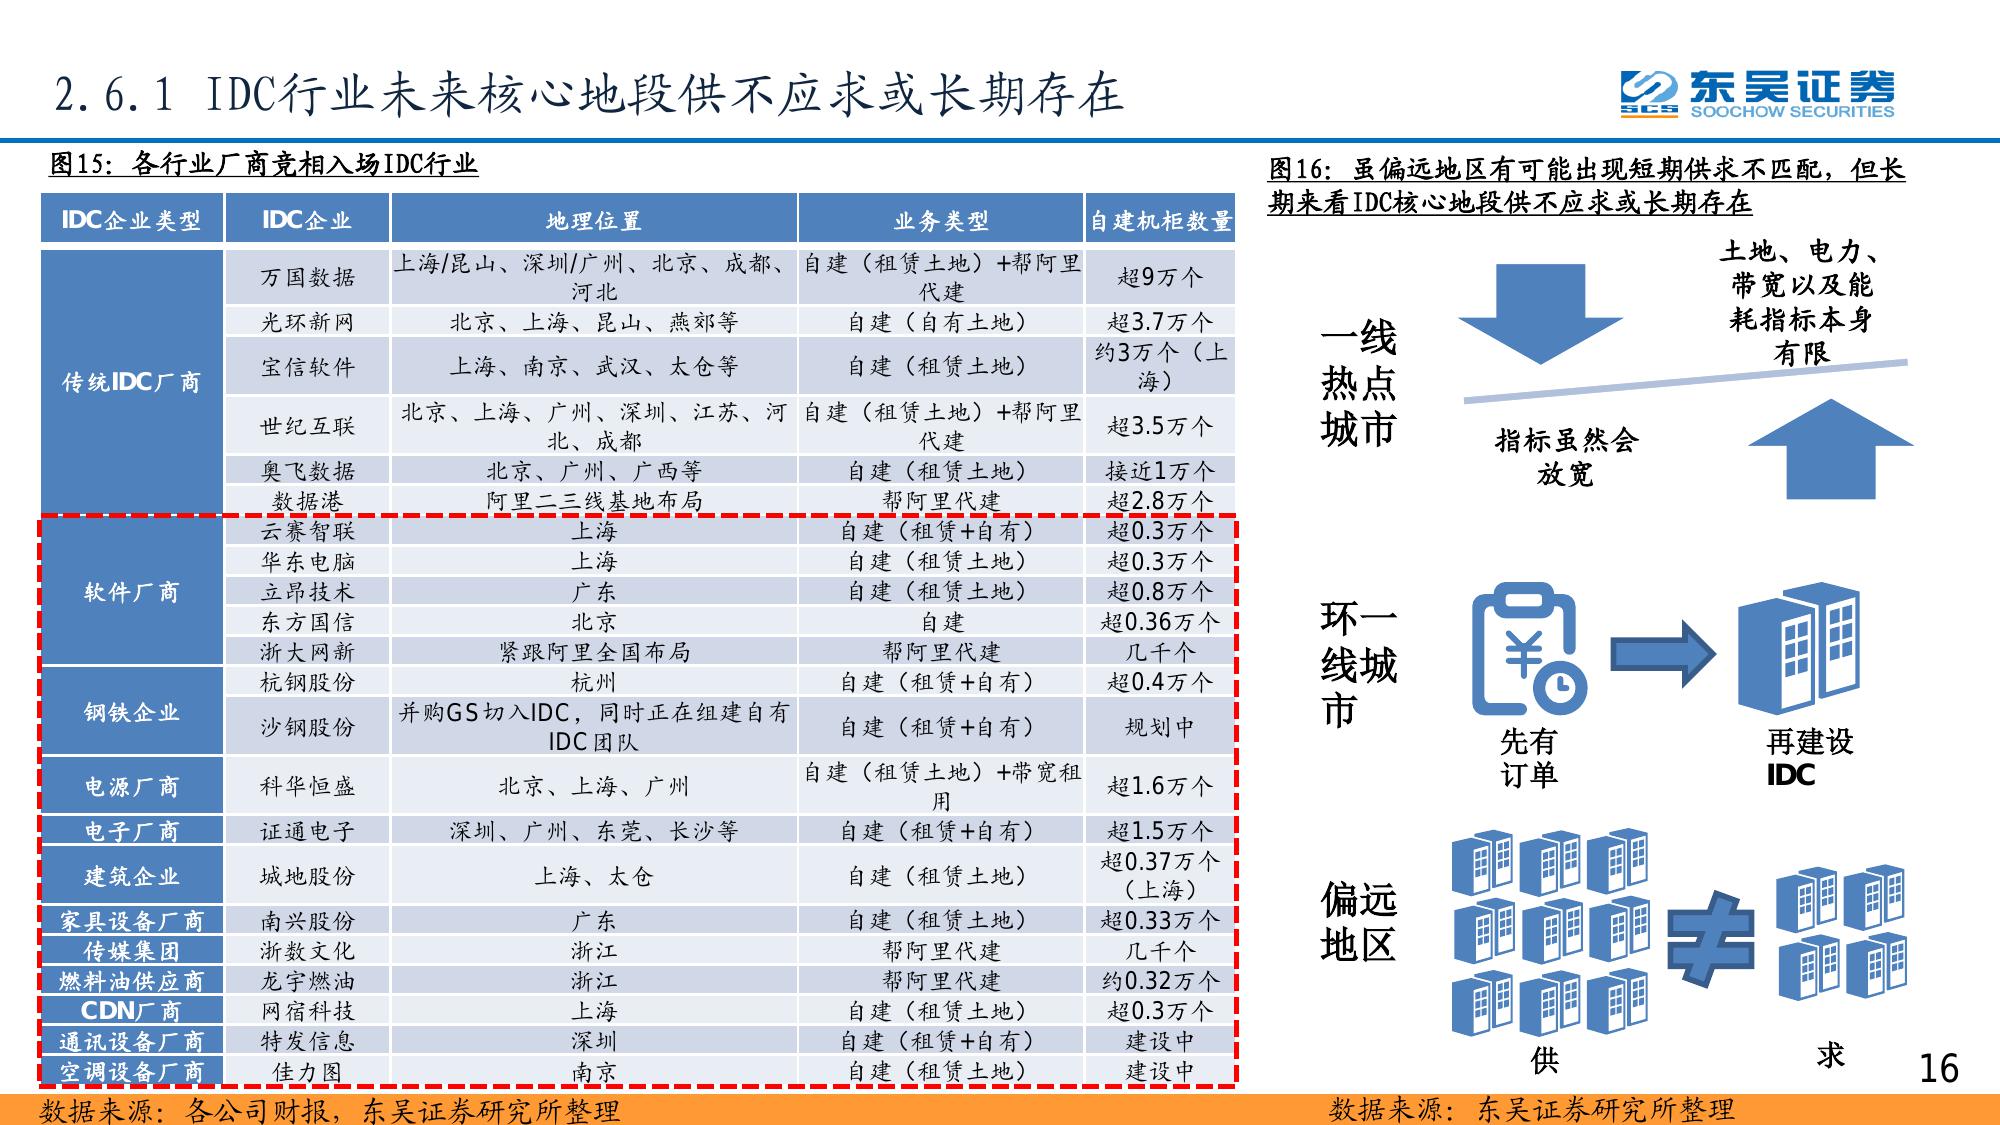 2.6.1 IDC行业未来核心地段供不应求或长期存在
东吴证券
SCS
SOOCHOW SECURITIES
图15：各行业厂商竞相入场IDC行业
IDC企业类型 IDC企业 地理位置 业务类型 自建机柜数量
传统IDC厂商
万国数据 上海/昆山、深圳/广州、北京、成都、 自建（租赁土地）+帮阿里 超9万个
河北 代建
光环新网 北京、上海、昆山、燕郊等 自建（自有土地） 超3.7万个
宝信软件 上海、南京、武汉、太仓等 自建（租赁土地） 约3万个（上
海）
世纪互联 北京、上海、广州、深圳、江苏、河 自建（租赁土地）+帮阿里 超3.5万个
北、成都 代建
奥飞数据 北京、广州、广西等 自建（租赁土地） 接近1万个
数据港 阿里二三线基地布局 帮阿里代建 超2.8万个
软件厂商
云赛智联 上海 自建（租赁+自有） 超0.3万个
华东电脑 上海 自建（租赁土地） 超0.3万个
立昂技术 广东 自建（租赁土地） 超0.8万个
东方国信 北京 自建 超0.36万个
浙大网新 紧跟阿里全国布局 帮阿里代建 几千个
钢铁企业
杭钢股份 杭州 自建（租赁+自有） 超0.4万个
沙钢股份 并购GS切入IDC，同时正在组建自有 自建（租赁+自有） 规划中
IDC团队
电源厂商 科华恒盛 北京、上海、广州 自建（租赁土地）+带宽租 超1.6万个
用
电子厂商 证通电子 深圳、广州、东莞、长沙等 自建（租赁+自有） 超1.5万个
建筑企业 城地股份 上海、太仓 自建（租赁土地） 超0.37万个
（上海）
家具设备厂商 南兴股份 广东 自建（租赁土地） 超0.33万个
传媒集团 浙数文化 浙江 帮阿里代建 几千个
燃料油供应商 龙宇燃油 浙江 帮阿里代建 约0.32万个
CDN厂商 网宿科技 上海 自建（租赁土地） 超0.3万个
通讯设备厂商 特发信息 深圳 自建（租赁+自有） 建设中
空调设备厂商 佳力图 南京 自建（租赁土地） 建设中
数据来源：各公司财报，东吴证券研究所整理
图16：虽偏远地区有可能出现短期供求不匹配，但长
期来看IDC核心地段供不应求或长期存在
一线
热点
城市
土地、电力、
带宽以及能
耗指标本身
有限
指标虽然会
放宽
环一
线城
市
¥
先有
订单
再建设
IDC
偏远
地区
≠
供
求
数据来源：东吴证券研究所整理
16